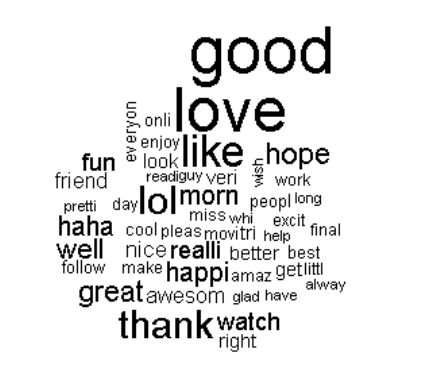 good
everyon onli love
enjoy like
fun look wish hope
friend readi guy veri work
pretti day lol morn peopl long
haha miss whi excit
cool pleas movi tri help final
well nice realli better best
follow make happi amaz get littl
great awesom glad have alway
thank watch
right